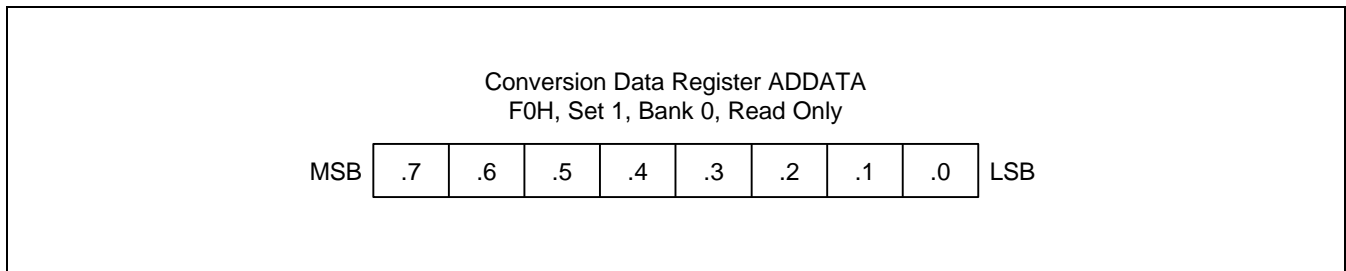 Conversion Data Register ADDATA
F0H, Set 1, Bank 0, Read Only
MSB .7 .6 .5 .4 .3 .2 .1 .0 LSB